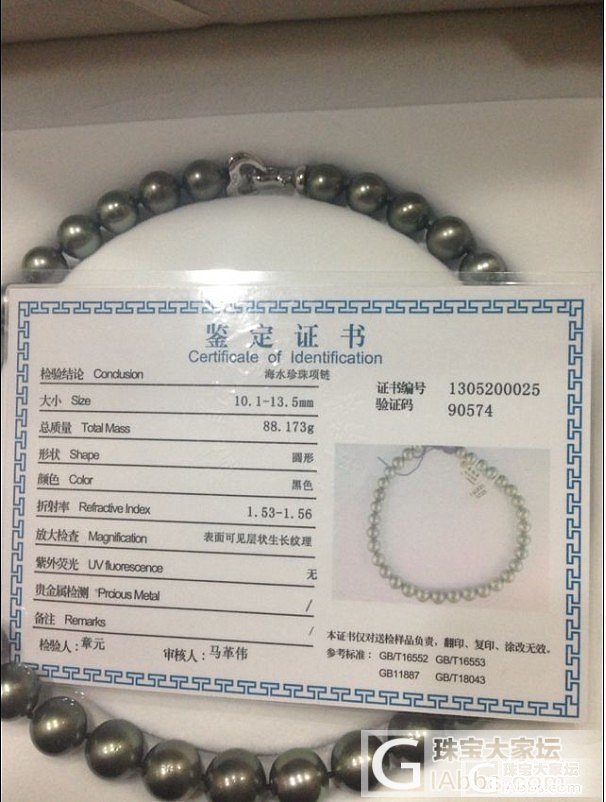 鉴定证书
Certificate of Identification
检验结论 Conclusion 海水珍珠项链
大小 Size 10.1-13.5mm
总质量 Total Mass 88.173g
形状 Shape 圆形
颜色 Color 黑色
折射率 Refractive Index 1.53-1.56
放大检查 Magnification 表面可见层状生长纹理
紫外荧光 UV fluorescence 无
贵金属检测 "Prcious Metal /
备注 Remarks /
检验人: 章元 审核人: 马革伟
证书编号 1305200025
验证码 90574
本证书仅对送检样品负责, 翻印、复印、涂改无效。
参考标准: GB/T16552 GB/T16553
GB11887 GB/T18043
珠宝大家坛